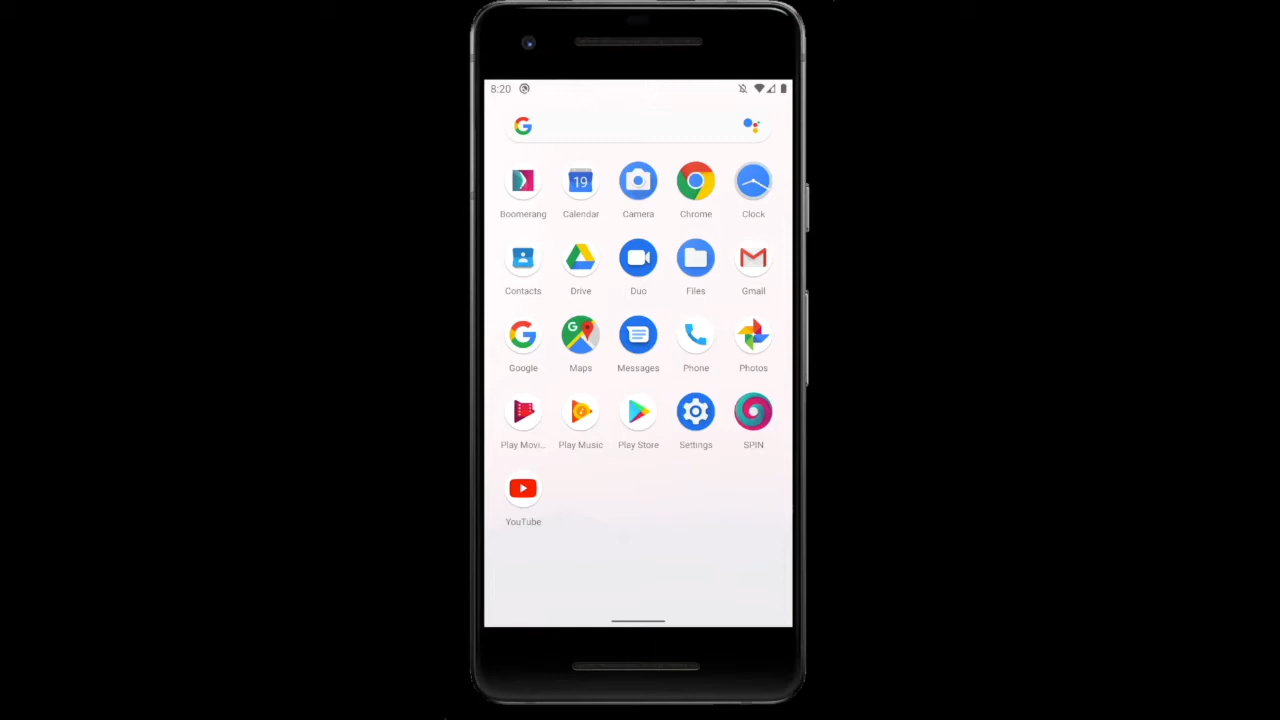 8:20
Boomerang Calendar Camera Chrome Clock
19
Contacts Drive Duo Files Gmail
Google Maps Messages Phone Photos
Play Movi... Play Music Play Store Settings SPIN
YouTube